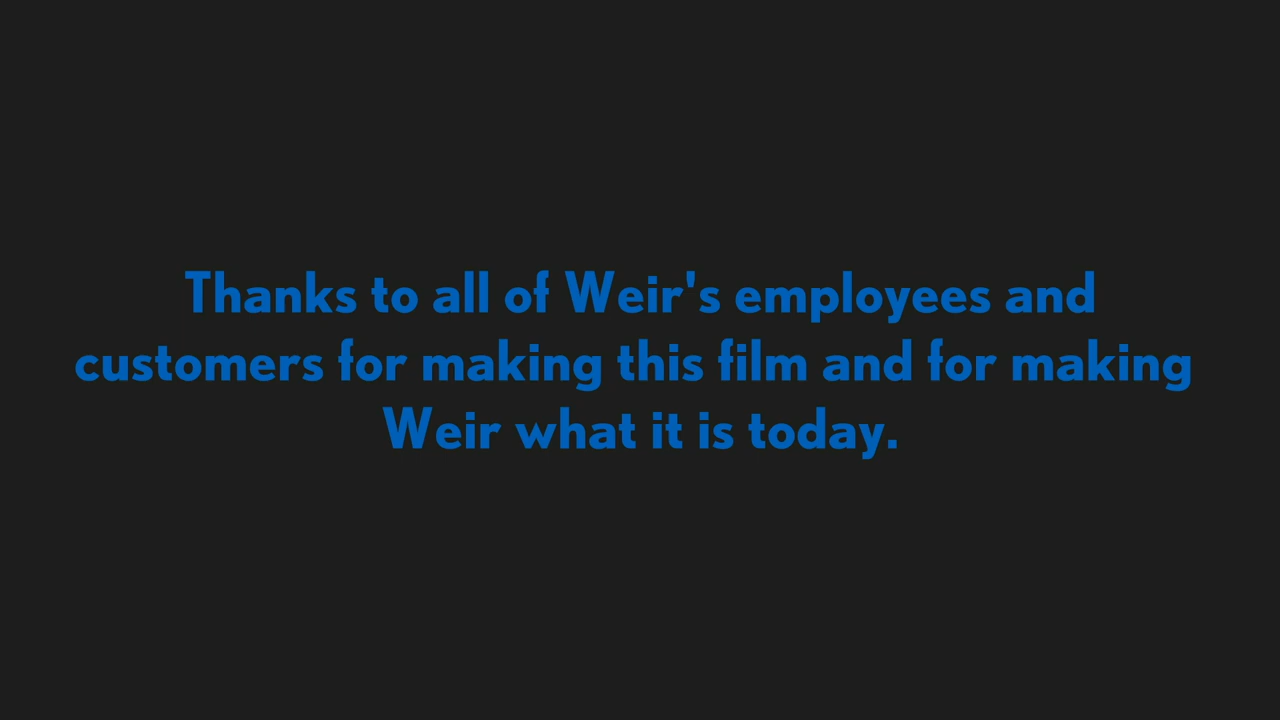 Thanks to all of Weir's employees and
customers for making this film and for making
Weir what it is today.